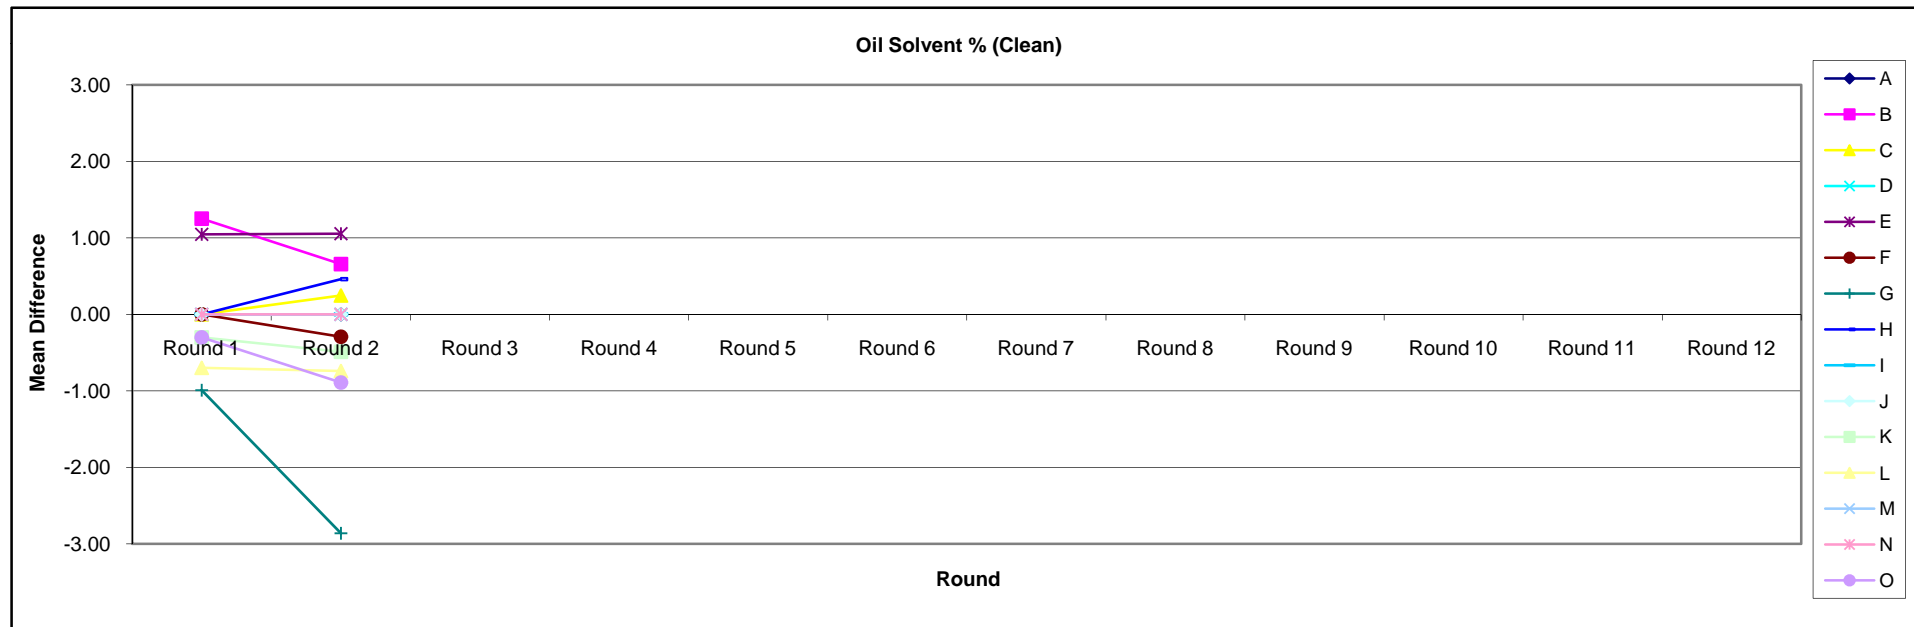 Oil Solvent % (Clean)
3.00
2.00
1.00
0.00
-1.00
-2.00
-3.00
Mean Difference
Round 1 Round 2 Round 3 Round 4 Round 5 Round 6 Round 7 Round 8 Round 9 Round 10 Round 11 Round 12
Round
A
B
C
D
E
F
G
H
I
J
K
L
M
N
O